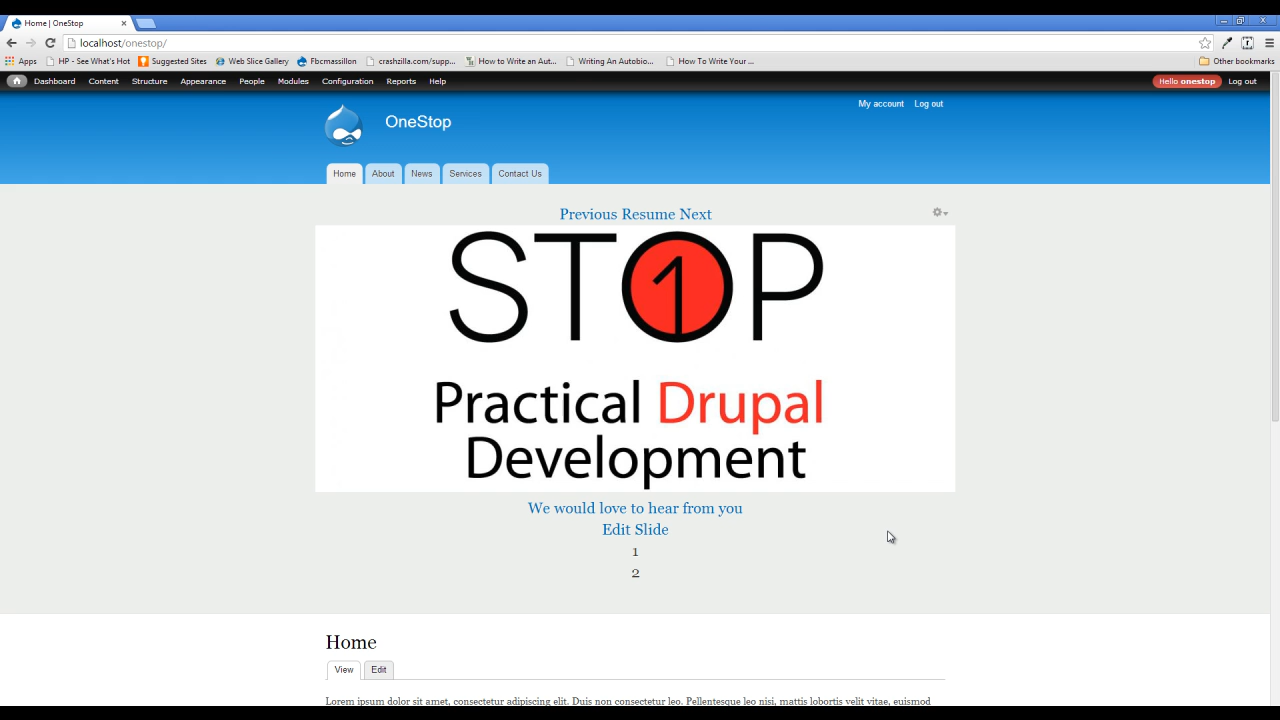 Home | OneStop
localhost/onestop/
Apps HP - See What's Hot Suggested Sites Web Slice Gallery Fbcmassillon crashzilla.com/supp... How to Write an Aut... Writing An Autobio... How To Write Your ... Other bookmarks
Dashboard Content Structure Appearance People Modules Configuration Reports Help Hello onestop Log out
My account Log out
OneStop
Home About News Services Contact Us
Previous Resume Next
STOP
1
Practical Drupal
Development
We would love to hear from you
Edit Slide
1
2
Home
View Edit
Lorem ipsum dolor sit amet, consectetur adipiscing elit. Duis non consectetur leo. Pellentesque leo nisi, mattis lobortis velit vitae, euismod